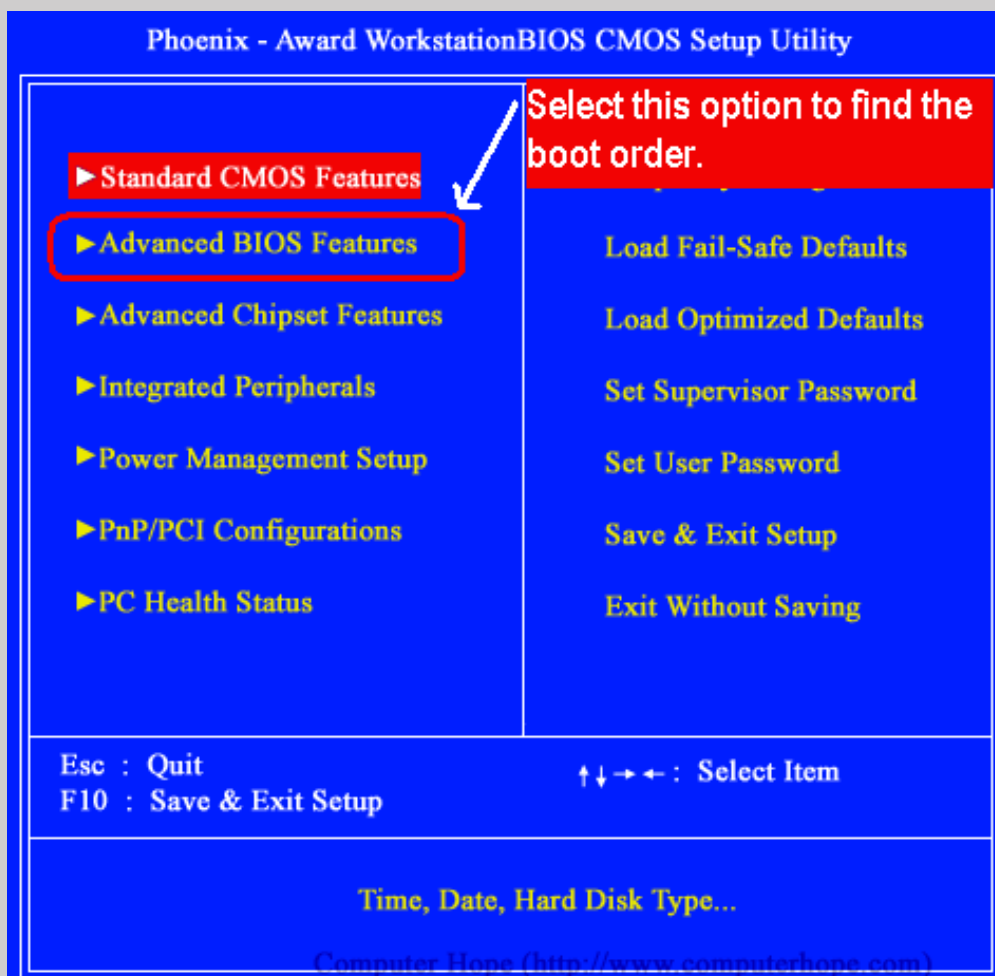 Phoenix - Award WorkstationBIOS CMOS Setup Utility
Select this option to find the
boot order.
►Standard CMOS Features
►Advanced BIOS Features
►Advanced Chipset Features
►Integrated Peripherals
►Power Management Setup
►PnP/PCI Configurations
►PC Health Status
Load Fail-Safe Defaults
Load Optimized Defaults
Set Supervisor Password
Set User Password
Save & Exit Setup
Exit Without Saving
Esc : Quit
F10 : Save & Exit Setup
↑↓→← : Select Item
Time, Date, Hard Disk Type...
Computer Hope (http://www.computerhope.com)